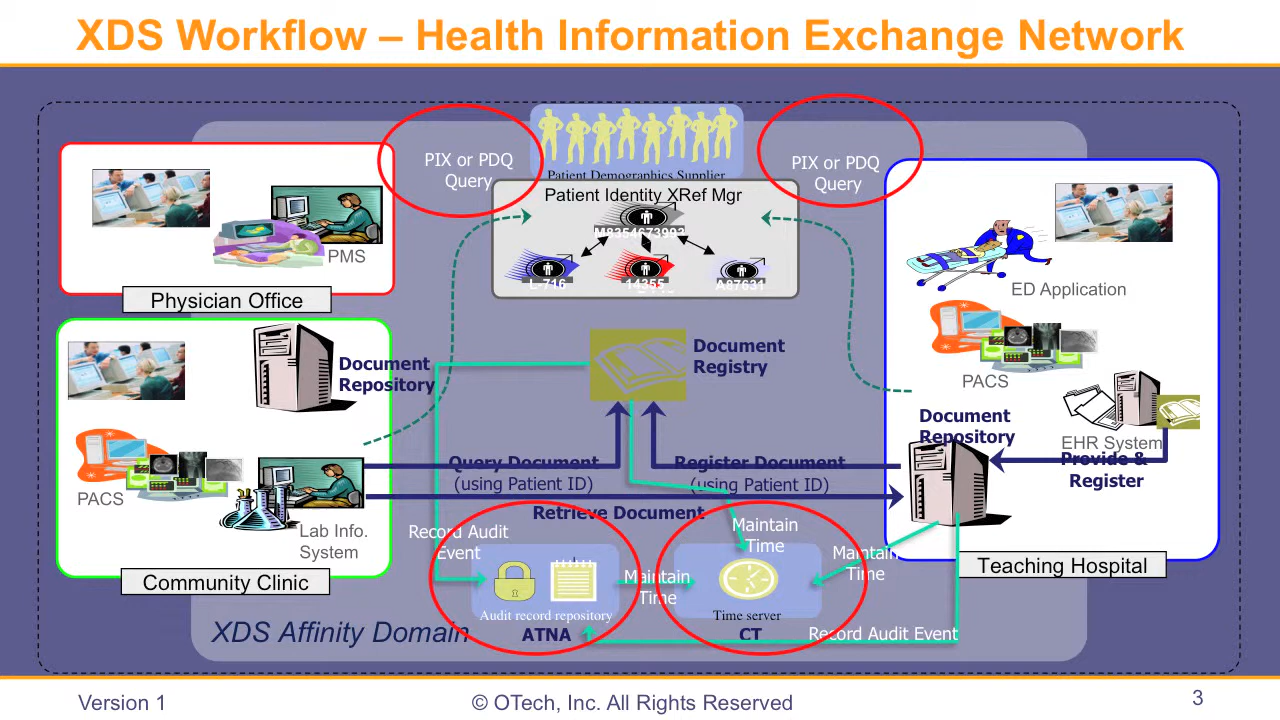 XDS Workflow – Health Information Exchange Network
PIX or PDQ
Query
Patient Demographics Supplier
PIX or PDQ
Query
Patient Identity XRef Mgr
M8354673993
L-716
14355
A87631
PMS
Physician Office
ED Application
Document
Repository
Document
Registry
PACS
Document
Repository
EHR System
Provide &
Register
Query Document
(using Patient ID)
Register Document
(using Patient ID)
Retrieve Document
PACS
Lab Info.
System
Community Clinic
Record Audit
Event
Maintain
Time
Maintain
Time
Maintain
Time
Teaching Hospital
Audit record repository
ATNA
Time server
CT
Record Audit Event
XDS Affinity Domain
Version 1
© OTech, Inc. All Rights Reserved
3